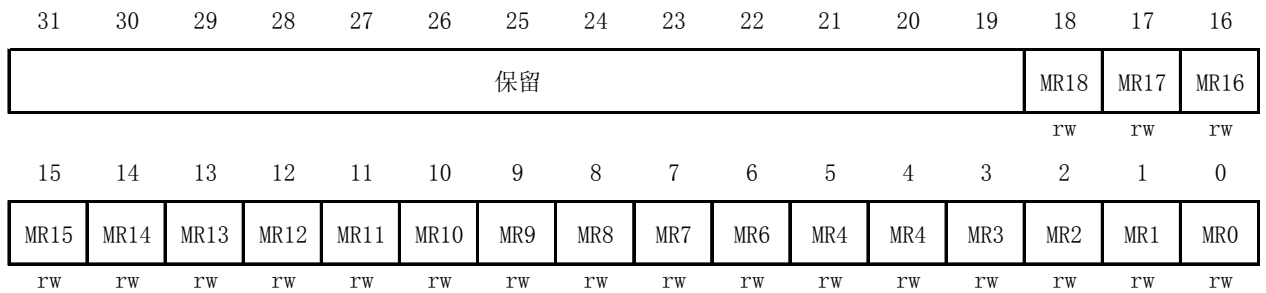 31 30 29 28 27 26 25 24 23 22 21 20 19 18 17 16
保留 MR18 MR17 MR16
rw rw rw
15 14 13 12 11 10 9 8 7 6 5 4 3 2 1 0
MR15 MR14 MR13 MR12 MR11 MR10 MR9 MR8 MR7 MR6 MR4 MR4 MR3 MR2 MR1 MR0
rw rw rw rw rw rw rw rw rw rw rw rw rw rw rw rw